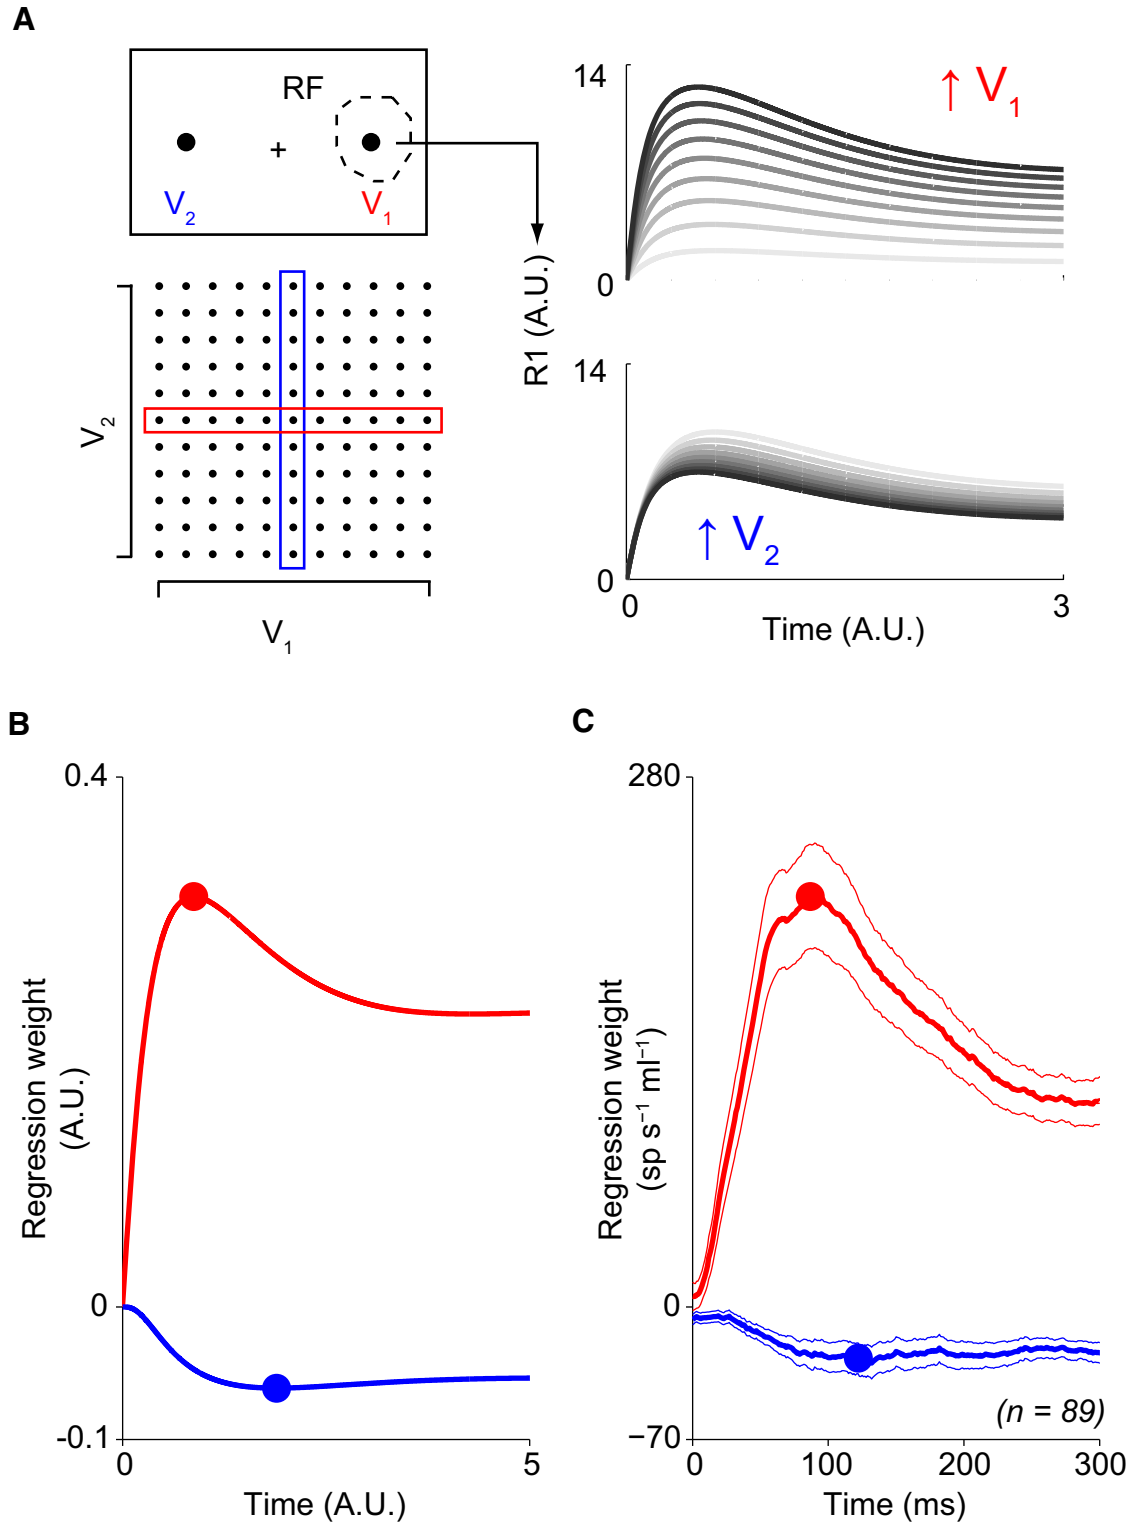 A
RF
+
V2
V1
V2
V1
R1 (A.U.)
14
↑ V1
0
14
↑ V2
0
0
3
Time (A.U.)
B
0.4
0
-0.1
Regression weight
(A.U.)
0
5
Time (A.U.)
C
280
0
−70
Regression weight
(sp s⁻¹ ml⁻¹)
(n = 89)
0
100
200
300
Time (ms)